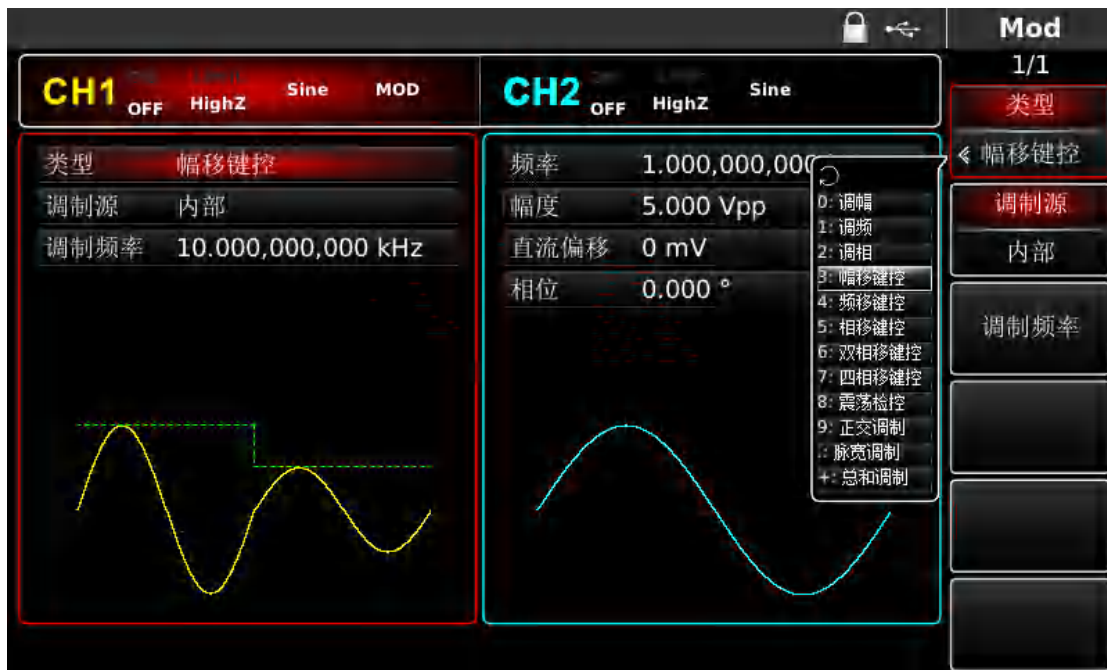 Mod
1/1
CH1 OFF HighZ Sine MOD
CH2 OFF HighZ Sine
类型
幅移键控
调制源
内部
调制频率
类型 幅移键控
调制源 内部
调制频率 10.000,000,000 kHz
频率 1.000,000,000
幅度 5.000 Vpp
直流偏移 0 mV
相位 0.000 °
0: 调幅
1: 调频
2: 调相
3: 幅移键控
4: 频移键控
5: 相移键控
6: 双相移键控
7: 四相移键控
8: 震荡检控
9: 正交调制
.: 脉宽调制
+: 总和调制